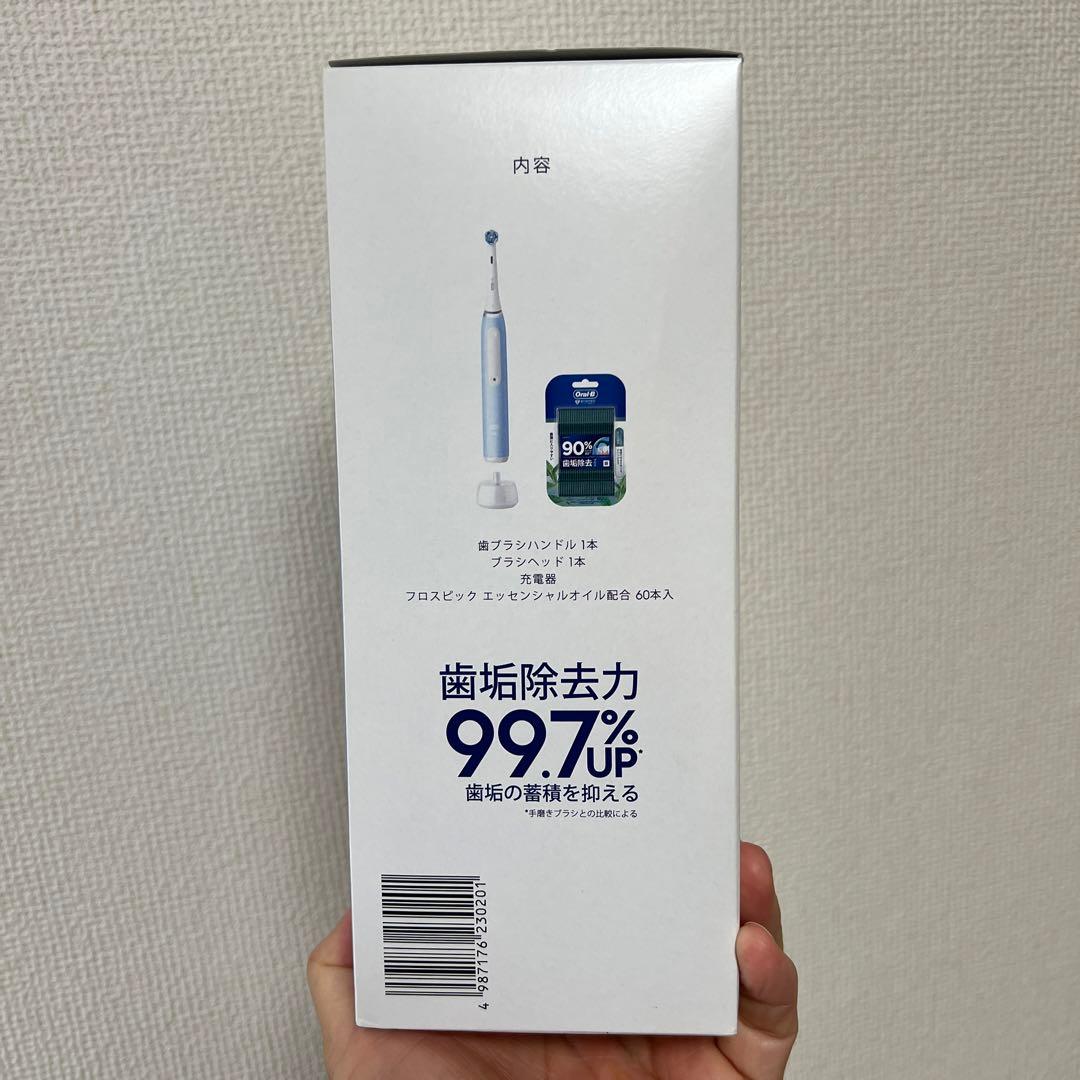 内容
Oral-B
90%
歯垢除去
歯ブラシハンドル 1本
ブラシヘッド 1本
充電器
フロスピック エッセンシャルオイル配合 60本入
歯垢除去力
99.7%
UP*
歯垢の蓄積を抑える
*手磨きブラシとの比較による
4 987176 230201